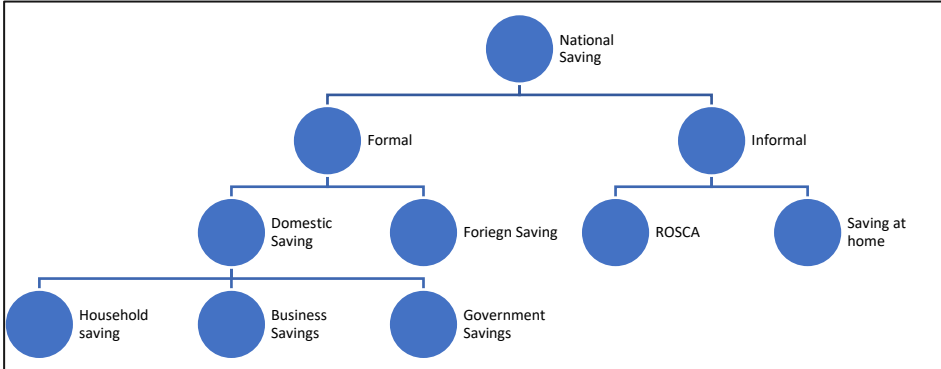 National
Saving
Formal
Informal
Domestic
Saving
Foriegn Saving
ROSCA
Saving at
home
Household
saving
Business
Savings
Government
Savings